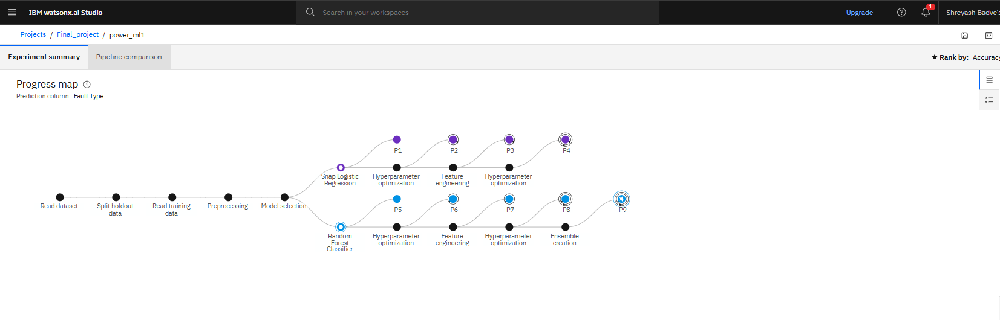 IBM watsonx.ai Studio
Search in your workspaces
Upgrade
1
Shreyash Badve's
Projects / Final_project / power_ml1
Experiment summary
Pipeline comparison
Rank by: Accuracy
Progress map
Prediction column: Fault Type
P1
P2
P3
P4
Snap Logistic
Regression
Hyperparameter
optimization
Feature
engineering
Hyperparameter
optimization
Read dataset
Split holdout
data
Read training
data
Preprocessing
Model selection
P5
P6
P7
P8
P9
Random
Forest
Classifier
Hyperparameter
optimization
Feature
engineering
Hyperparameter
optimization
Ensemble
creation